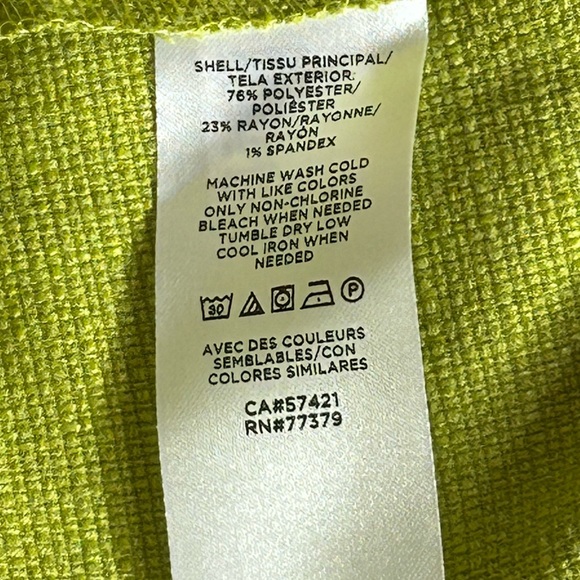 SHELL/TISSU PRINCIPAL/
TELA EXTERIOR:
76% POLYESTER/
POLIÉSTER
23% RAYON/RAYONNE/
RAYÓN
1% SPANDEX
MACHINE WASH COLD
WITH LIKE COLORS
ONLY NON-CHLORINE
BLEACH WHEN NEEDED
TUMBLE DRY LOW
COOL IRON WHEN
NEEDED
30 P
AVEC DES COULEURS
SEMBLABLES/CON
COLORES SIMILARES
CA#57421
RN#77379